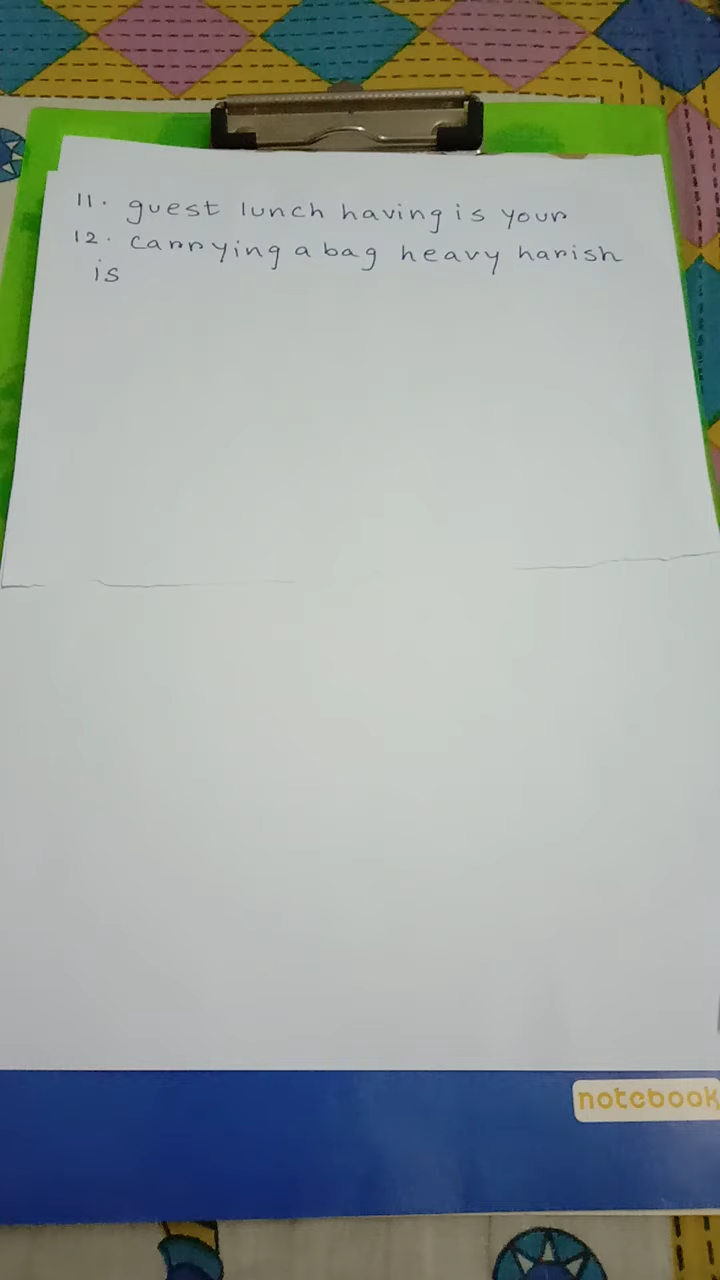 11. guest lunch having is your
12. carrying a bag heavy harish
is
notebook